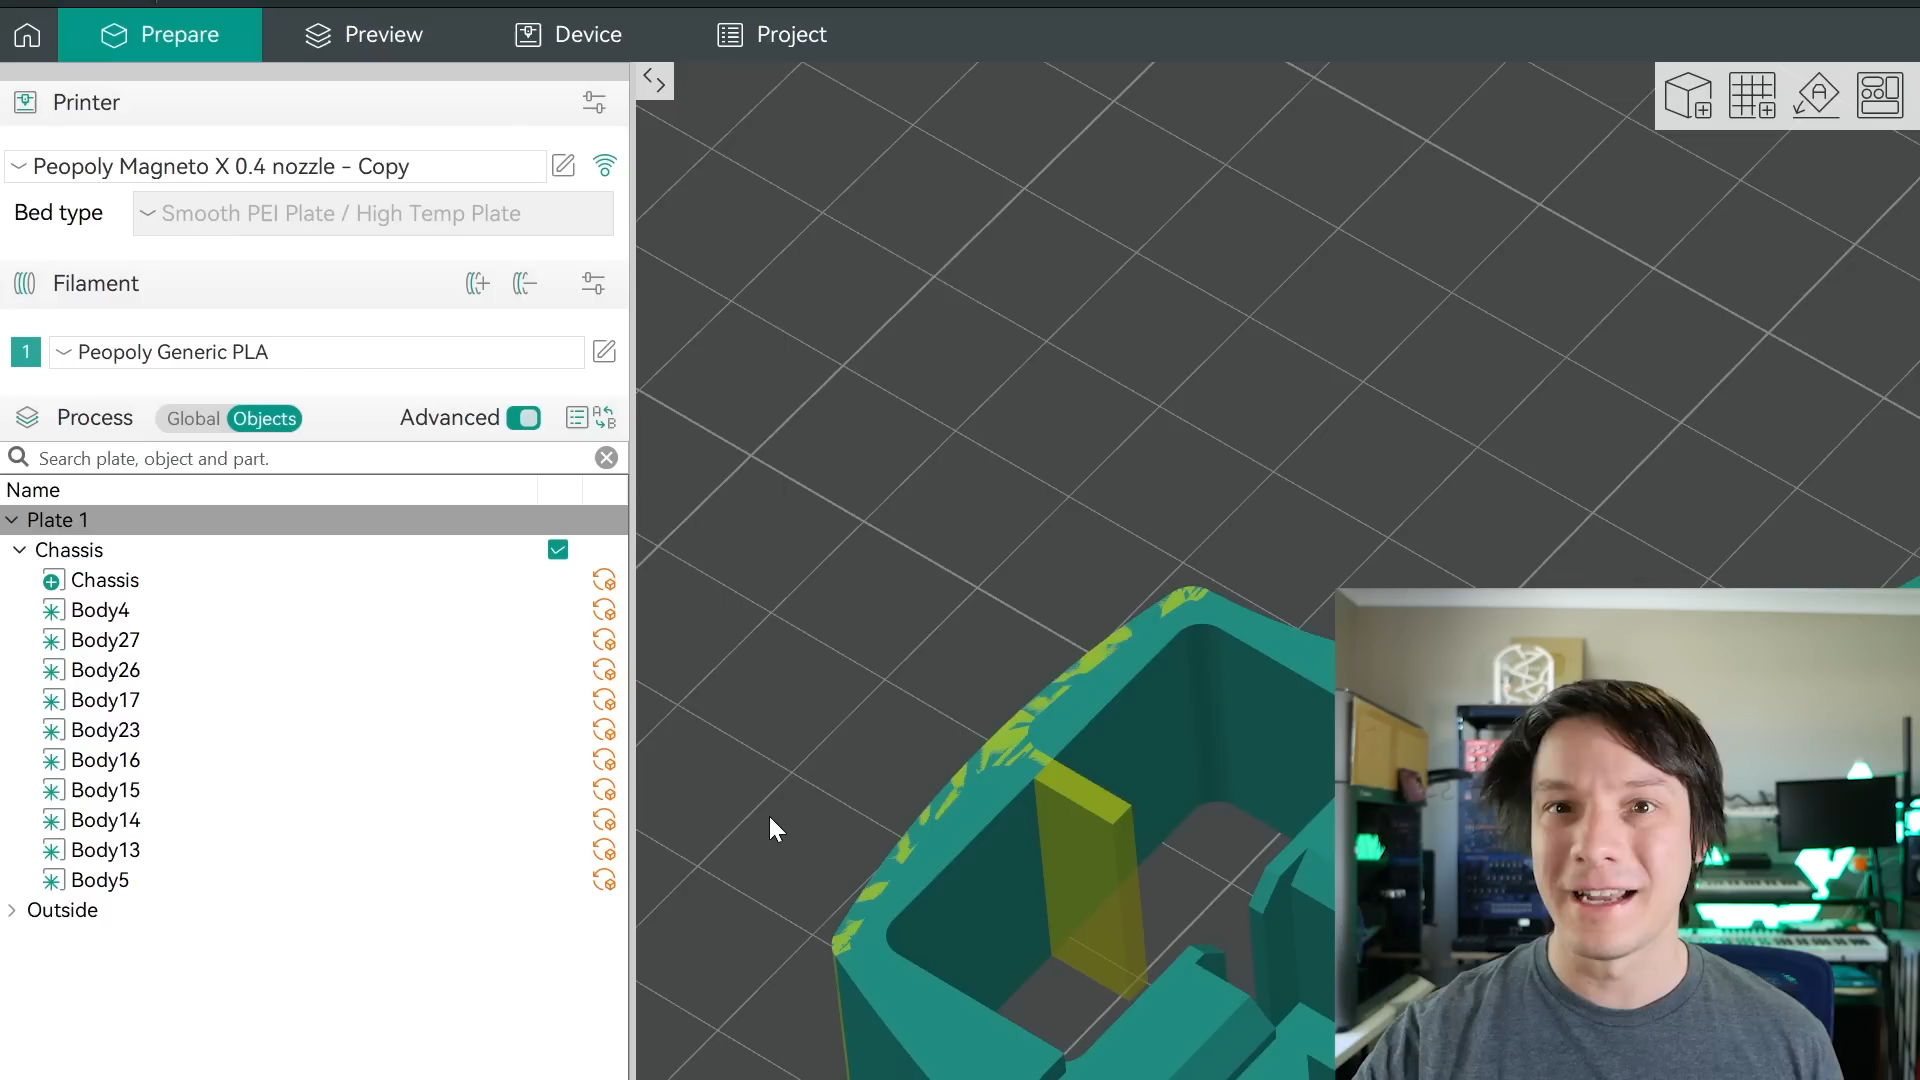 Prepare
Preview
Device
Project
Printer
Peopoly Magneto X 0.4 nozzle - Copy
Bed type
Smooth PEI Plate / High Temp Plate
Filament
1
Peopoly Generic PLA
Process
Global
Objects
Advanced
Search plate, object and part.
Name
Plate 1
Chassis
Chassis
Body4
Body27
Body26
Body17
Body23
Body16
Body15
Body14
Body13
Body5
Outside